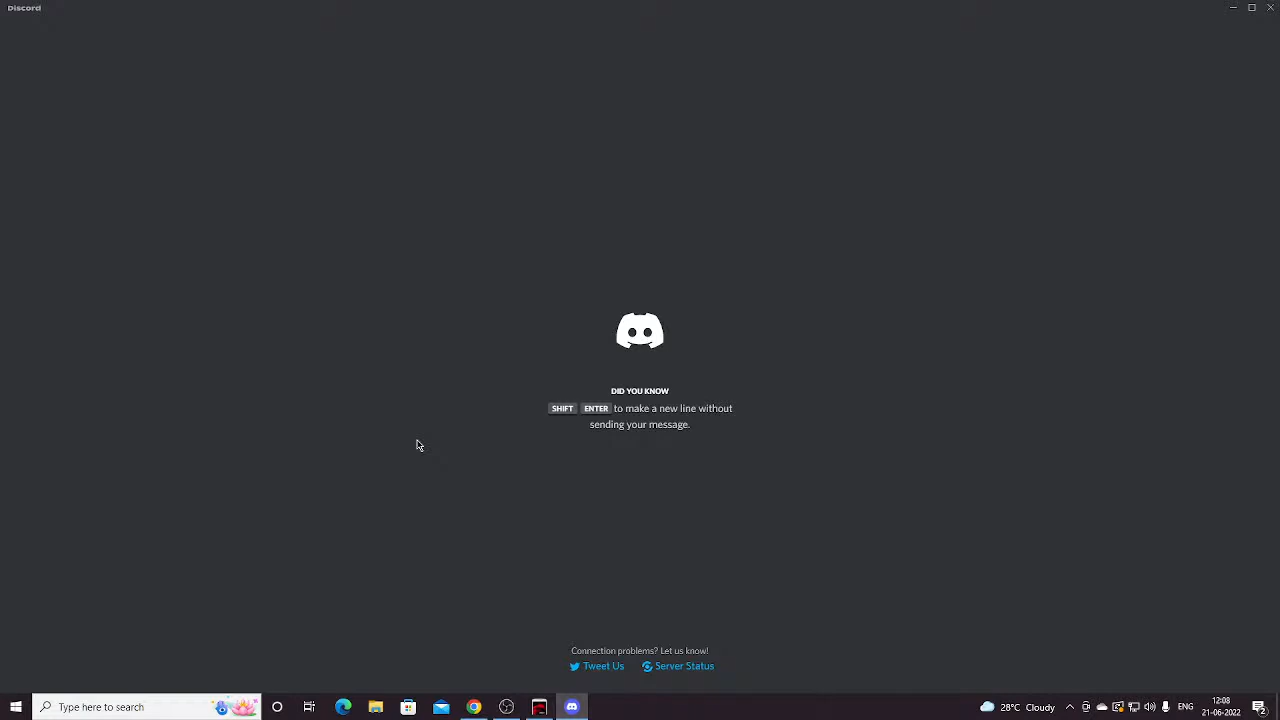 Discord
DID YOU KNOW
SHIFT ENTER to make a new line without
sending your message.
Connection problems? Let us know!
Tweet Us Server Status
Type here to search
28°C Cloudy
ENG
12:08
21-06-2022
2